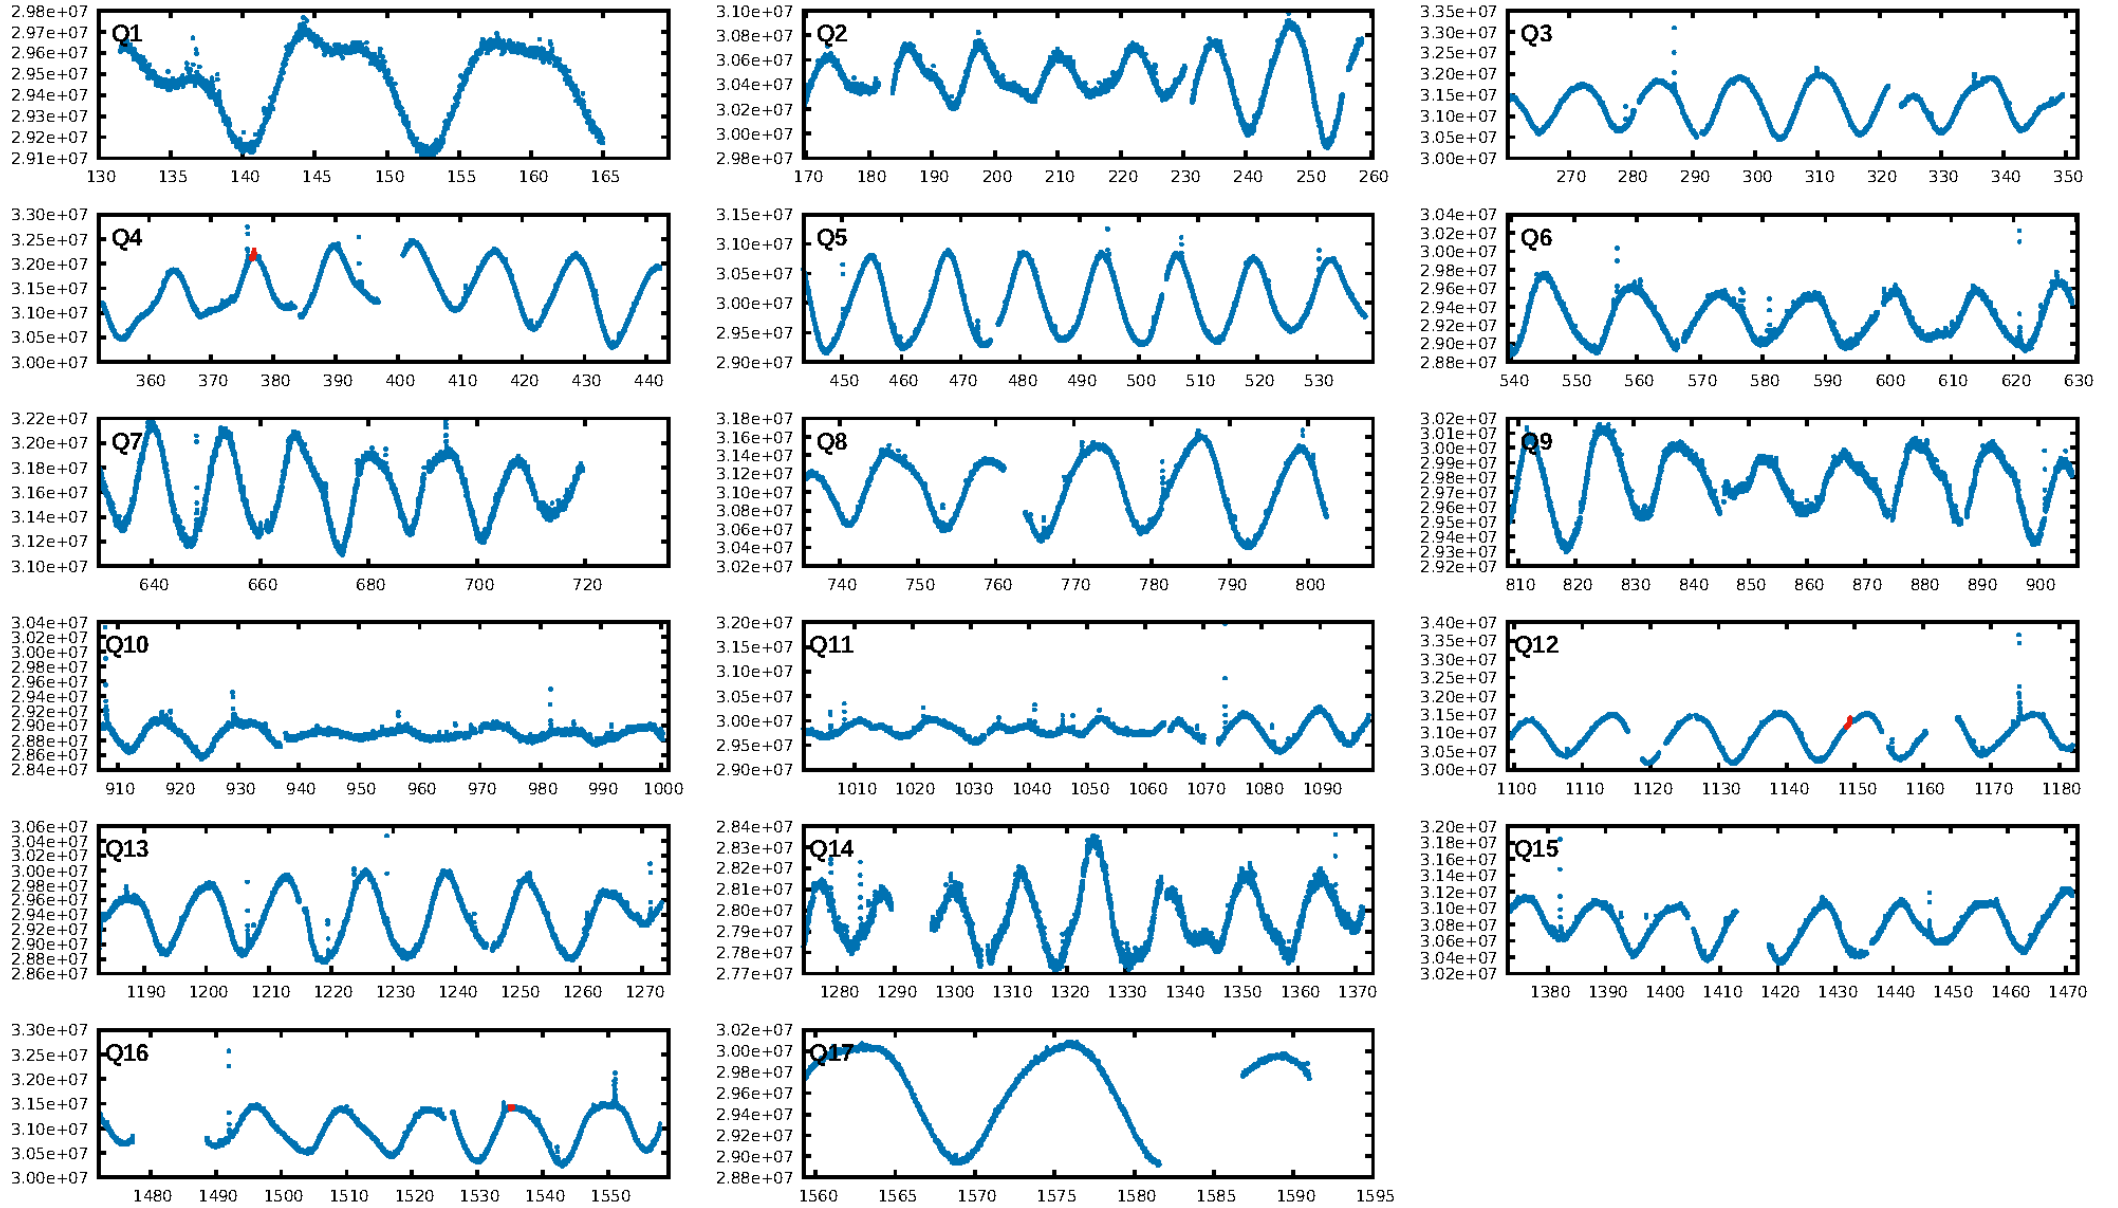 Q1
2.98e+07
2.97e+07
2.96e+07
2.95e+07
2.94e+07
2.93e+07
2.92e+07
2.91e+07
130 135 140 145 150 155 160 165
Q2
3.10e+07
3.08e+07
3.06e+07
3.04e+07
3.02e+07
3.00e+07
2.98e+07
170 180 190 200 210 220 230 240 250 260
Q3
3.35e+07
3.30e+07
3.25e+07
3.20e+07
3.15e+07
3.10e+07
3.05e+07
3.00e+07
270 280 290 300 310 320 330 340 350
Q4
3.30e+07
3.25e+07
3.20e+07
3.15e+07
3.10e+07
3.05e+07
3.00e+07
360 370 380 390 400 410 420 430 440
Q5
3.15e+07
3.10e+07
3.05e+07
3.00e+07
2.95e+07
2.90e+07
450 460 470 480 490 500 510 520 530
Q6
3.04e+07
3.02e+07
3.00e+07
2.98e+07
2.96e+07
2.94e+07
2.92e+07
2.90e+07
2.88e+07
540 550 560 570 580 590 600 610 620 630
Q7
3.22e+07
3.20e+07
3.18e+07
3.16e+07
3.14e+07
3.12e+07
3.10e+07
640 660 680 700 720
Q8
3.18e+07
3.16e+07
3.14e+07
3.12e+07
3.10e+07
3.08e+07
3.06e+07
3.04e+07
3.02e+07
740 750 760 770 780 790 800
Q9
3.02e+07
3.01e+07
3.00e+07
2.99e+07
2.98e+07
2.97e+07
2.96e+07
2.95e+07
2.94e+07
2.93e+07
2.92e+07
810 820 830 840 850 860 870 880 890 900
Q10
3.04e+07
3.02e+07
3.00e+07
2.98e+07
2.96e+07
2.94e+07
2.92e+07
2.90e+07
2.88e+07
2.86e+07
2.84e+07
910 920 930 940 950 960 970 980 990 1000
Q11
3.20e+07
3.15e+07
3.10e+07
3.05e+07
3.00e+07
2.95e+07
2.90e+07
1010 1020 1030 1040 1050 1060 1070 1080 1090
Q12
3.40e+07
3.35e+07
3.30e+07
3.25e+07
3.20e+07
3.15e+07
3.10e+07
3.05e+07
3.00e+07
1100 1110 1120 1130 1140 1150 1160 1170 1180
Q13
3.06e+07
3.04e+07
3.02e+07
3.00e+07
2.98e+07
2.96e+07
2.94e+07
2.92e+07
2.90e+07
2.88e+07
2.86e+07
1190 1200 1210 1220 1230 1240 1250 1260 1270
Q14
2.84e+07
2.83e+07
2.82e+07
2.81e+07
2.80e+07
2.79e+07
2.78e+07
2.77e+07
1280 1290 1300 1310 1320 1330 1340 1350 1360 1370
Q15
3.20e+07
3.18e+07
3.16e+07
3.14e+07
3.12e+07
3.10e+07
3.08e+07
3.06e+07
3.04e+07
3.02e+07
1380 1390 1400 1410 1420 1430 1440 1450 1460 1470
Q16
3.30e+07
3.25e+07
3.20e+07
3.15e+07
3.10e+07
3.05e+07
3.00e+07
1480 1490 1500 1510 1520 1530 1540 1550
Q17
3.02e+07
3.00e+07
2.98e+07
2.96e+07
2.94e+07
2.92e+07
2.90e+07
2.88e+07
1560 1565 1570 1575 1580 1585 1590 1595